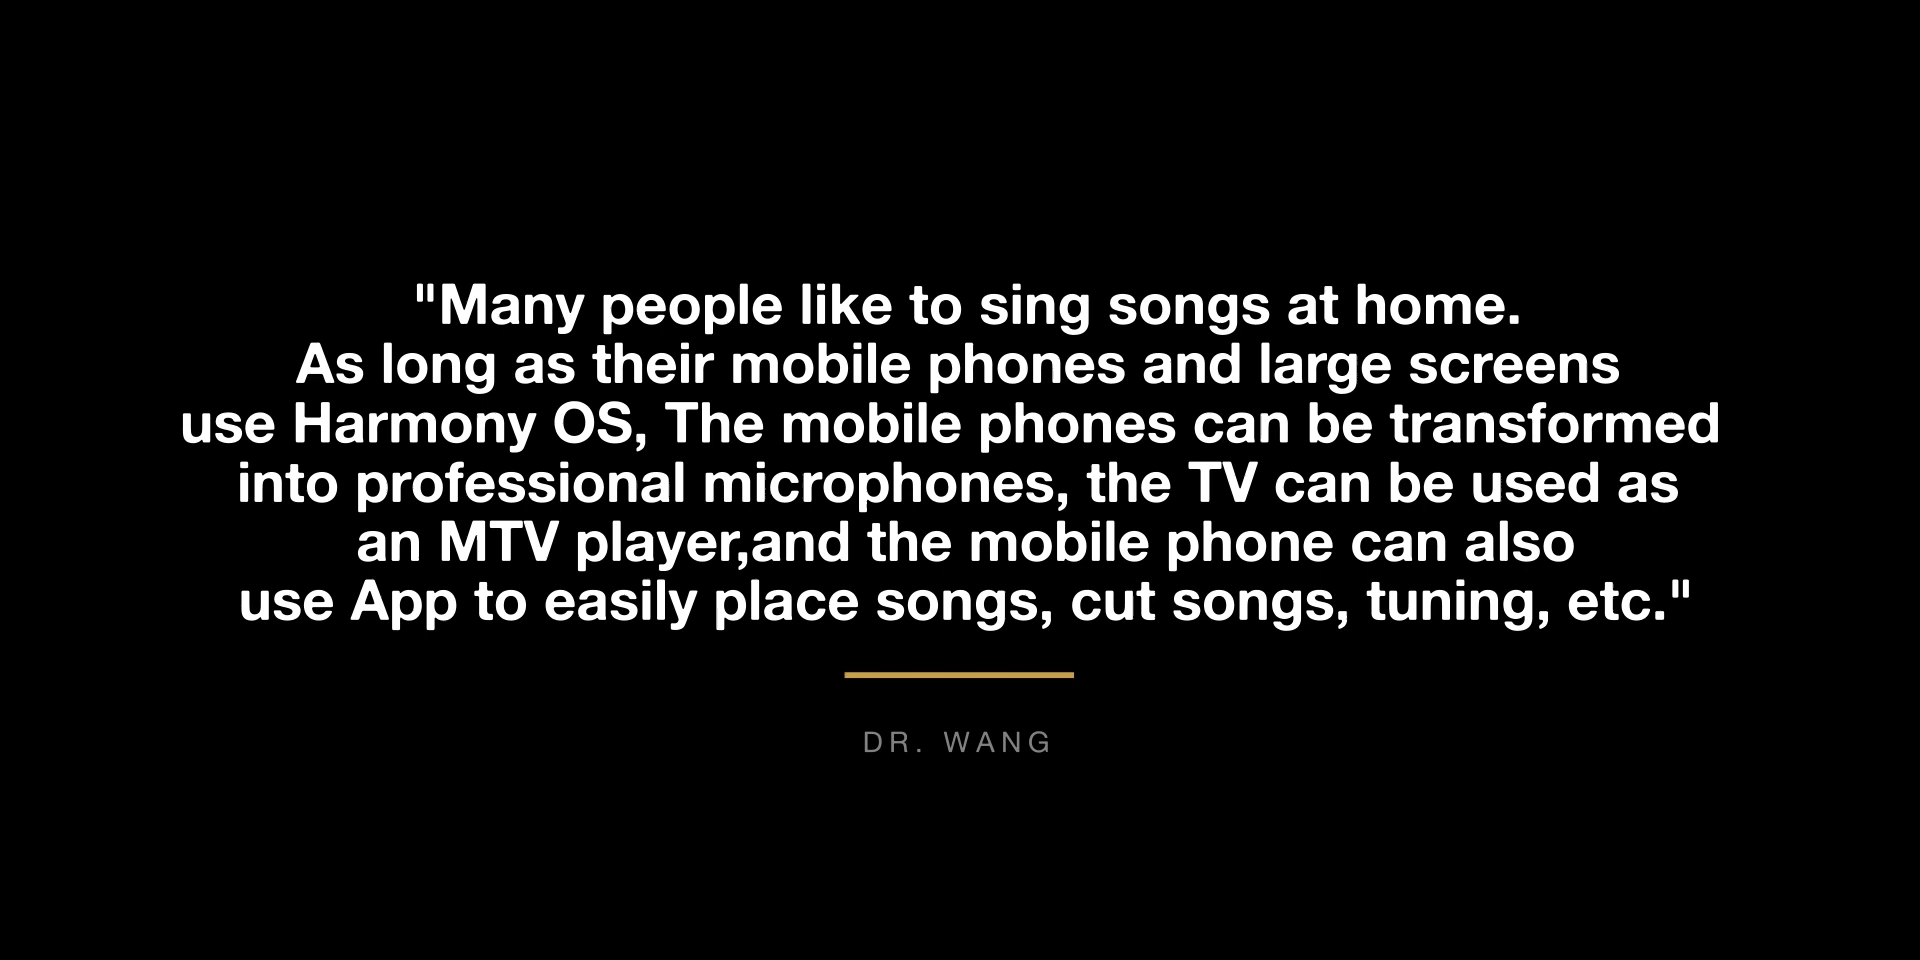 "Many people like to sing songs at home.
As long as their mobile phones and large screens
use Harmony OS, The mobile phones can be transformed
into professional microphones, the TV can be used as
an MTV player,and the mobile phone can also
use App to easily place songs, cut songs, tuning, etc."
DR. WANG